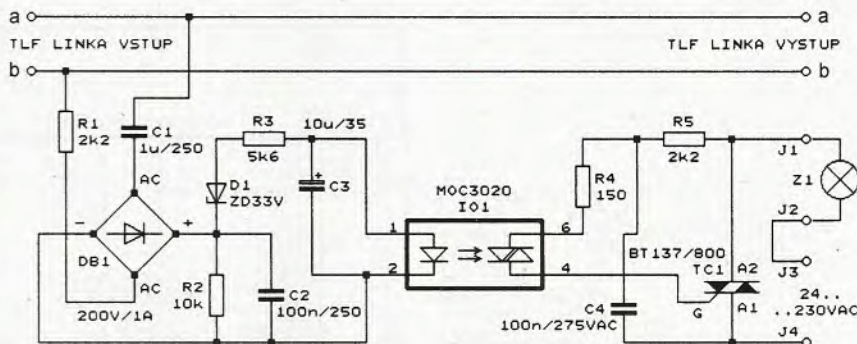 a a
TLF LINKA VSTUP TLF LINKA VYSTUP
b b
R1
2k2
C1
1u/250
R3
5k6
10u/35
+
C3
D1
ZD33V
AC
- +
DB1
AC
200V/1A
R2
10k
C2
100n/250
MOC3020
IO1
1 6
2 4
R4
150
R5
2k2
C4
100n/275VAC
BT137/800
TC1
A2
A1
G
J1
Z1
J2
J3
24..
..230VAC
J4